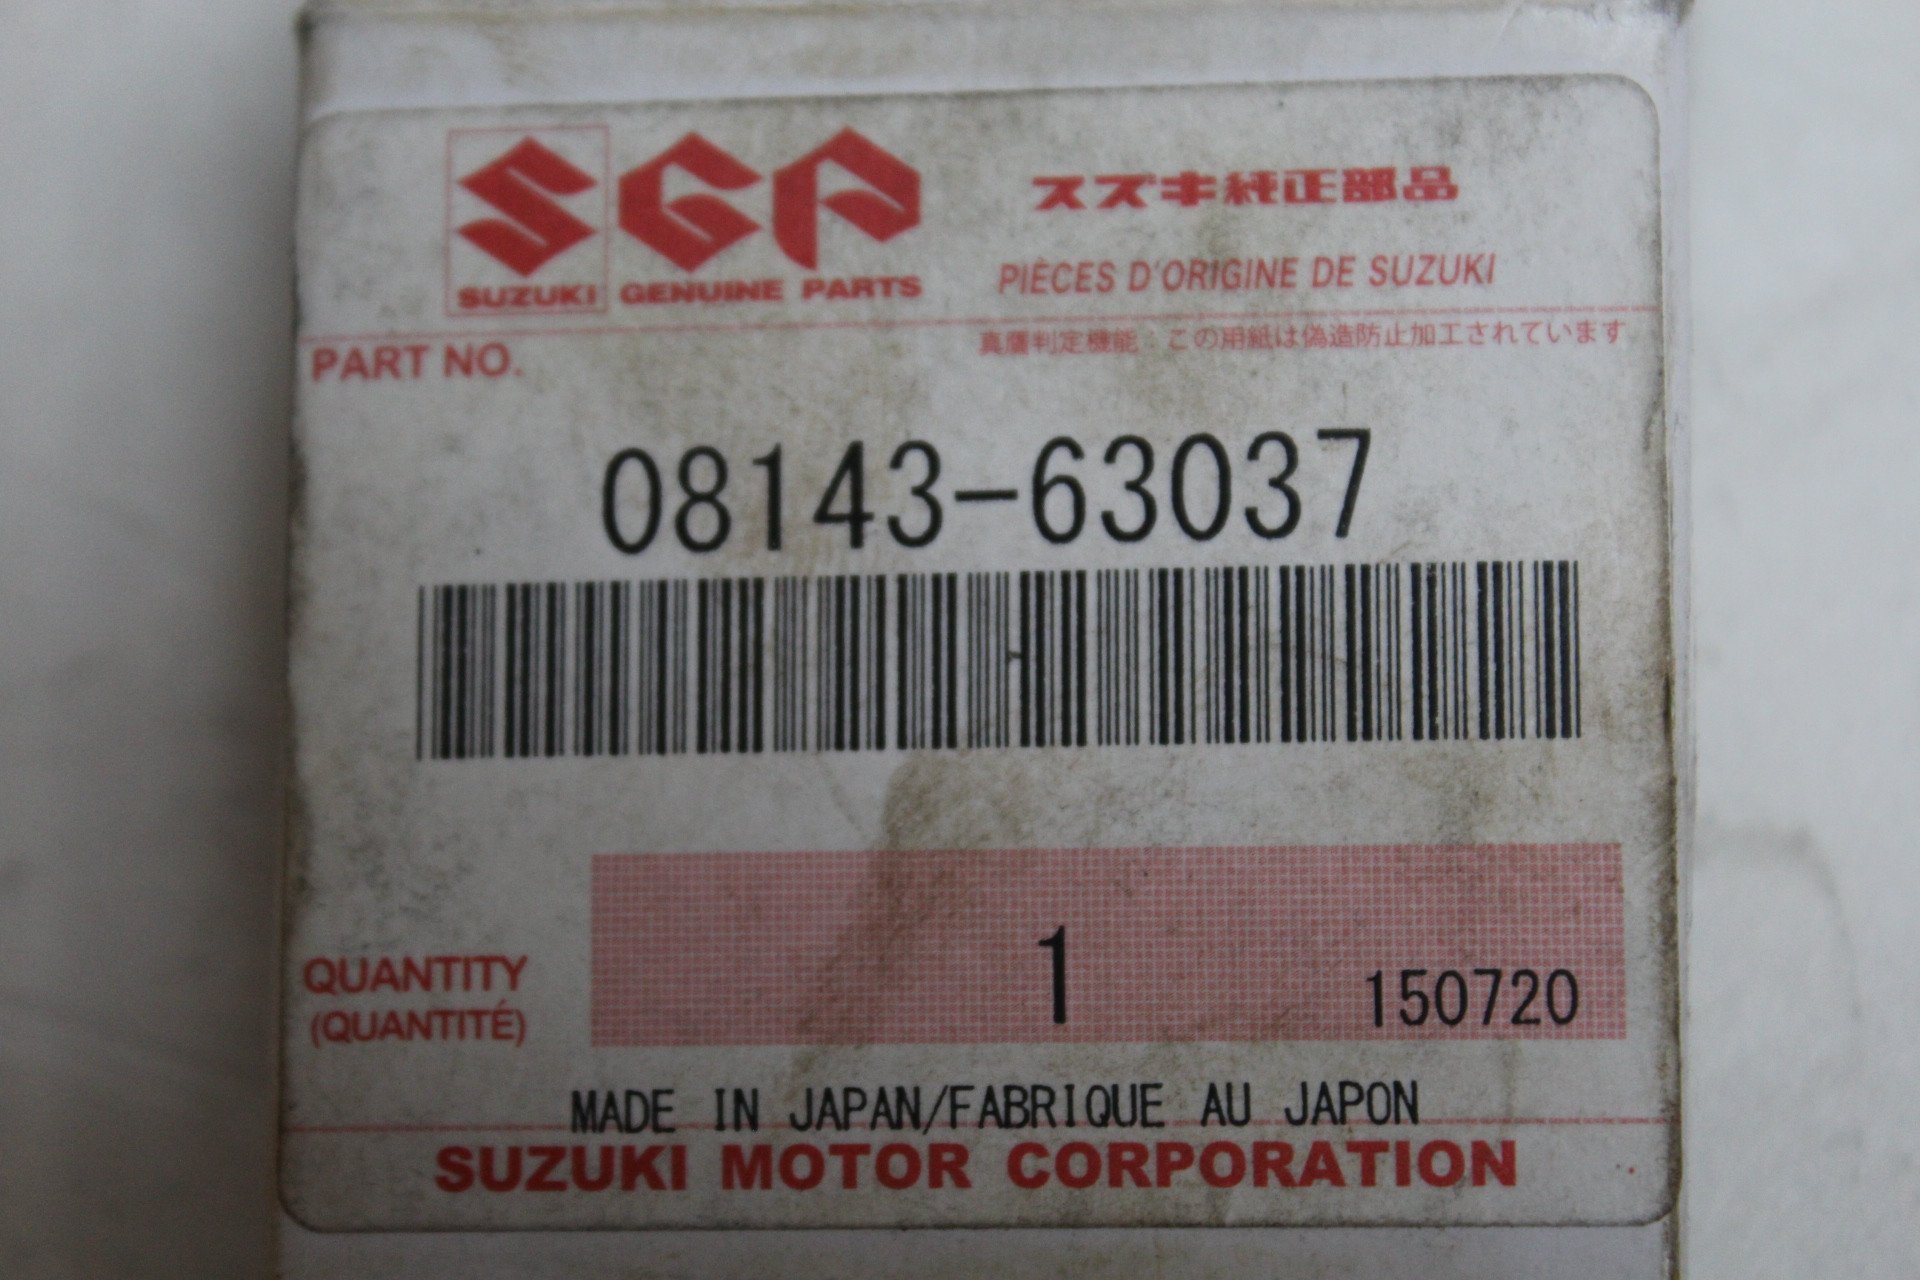 SGP
スズキ純正部品
SUZUKI GENUINE PARTS
PIÈCES D'ORIGINE DE SUZUKI
PART NO.
真贋判定機能：この用紙は偽造防止加工されています
08143-63037
QUANTITY
(QUANTITÉ)
1
150720
MADE IN JAPAN/FABRIQUE AU JAPON
SUZUKI MOTOR CORPORATION